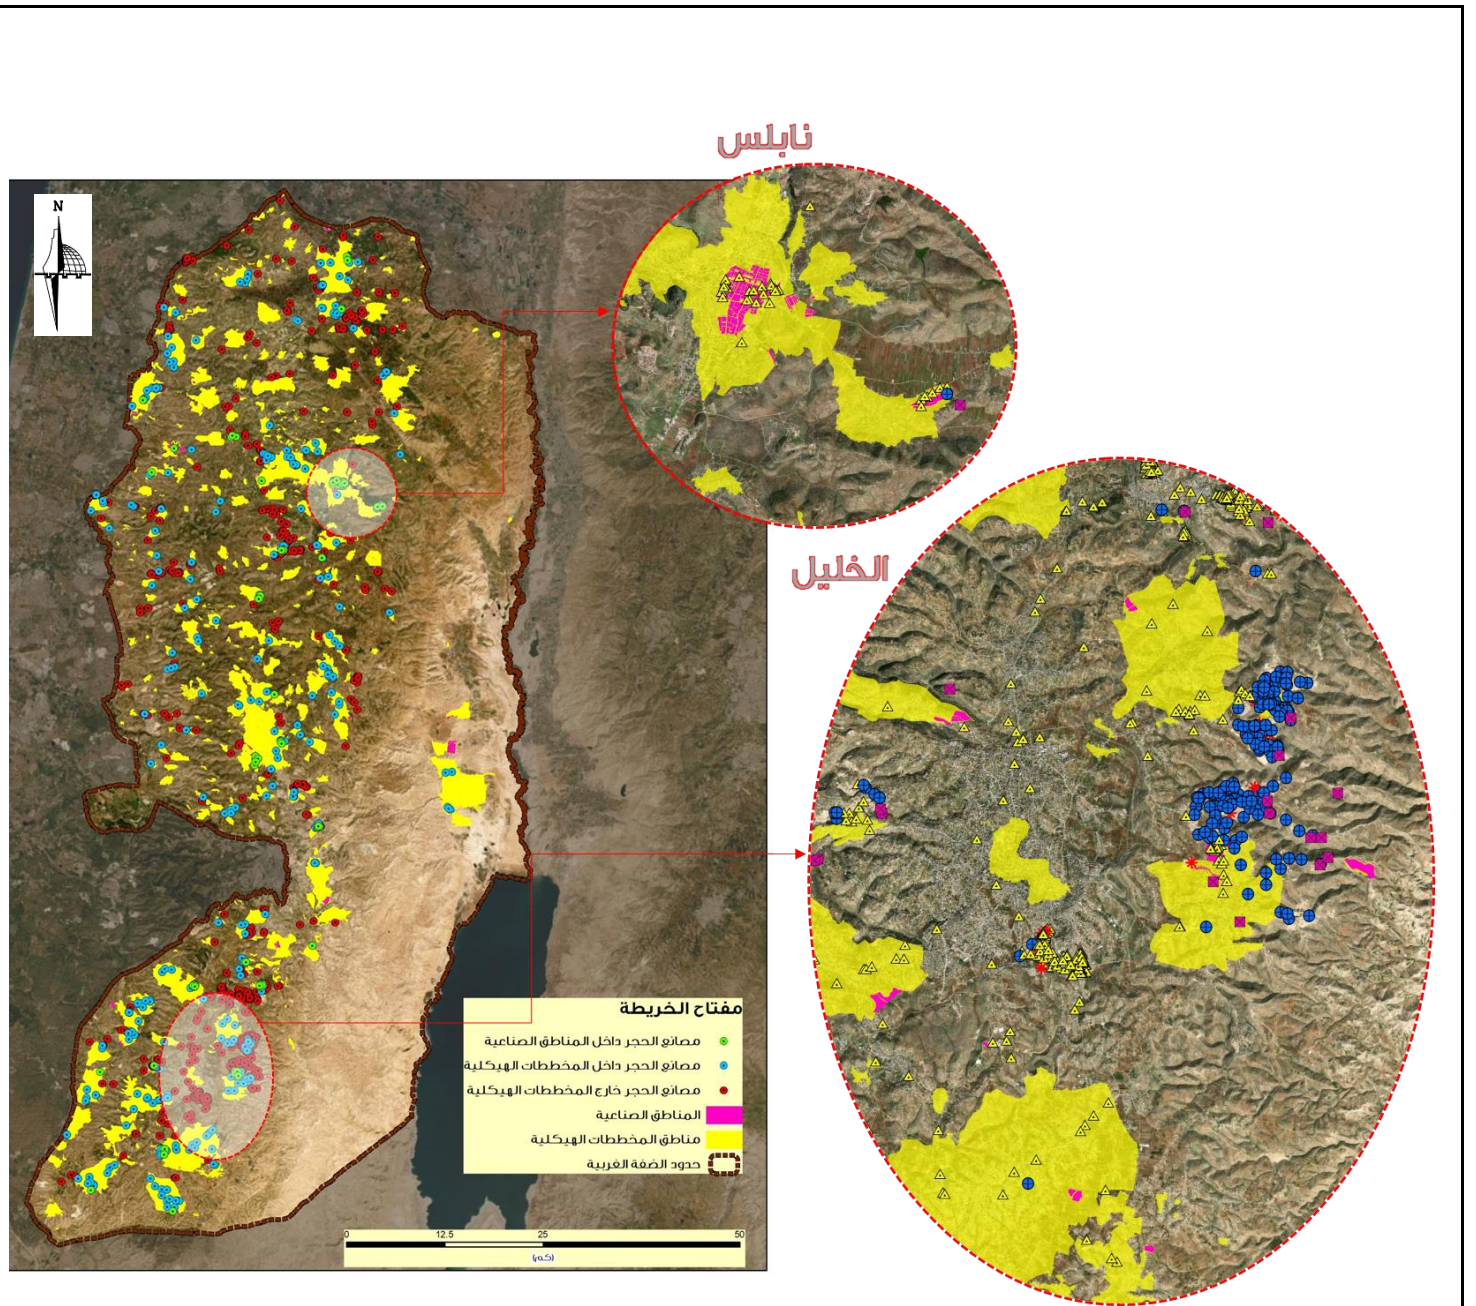 نابلس
N
الخليل
مفتاح الخريطة
مصانع الحجر داخل المناطق الصناعية
مصانع الحجر داخل المخططات الهيكلية
مصانع الحجر خارج المخططات الهيكلية
المناطق الصناعية
مناطق المخططات الهيكلية
حدود الضفة الغربية
0 12.5 25 50
(كم)